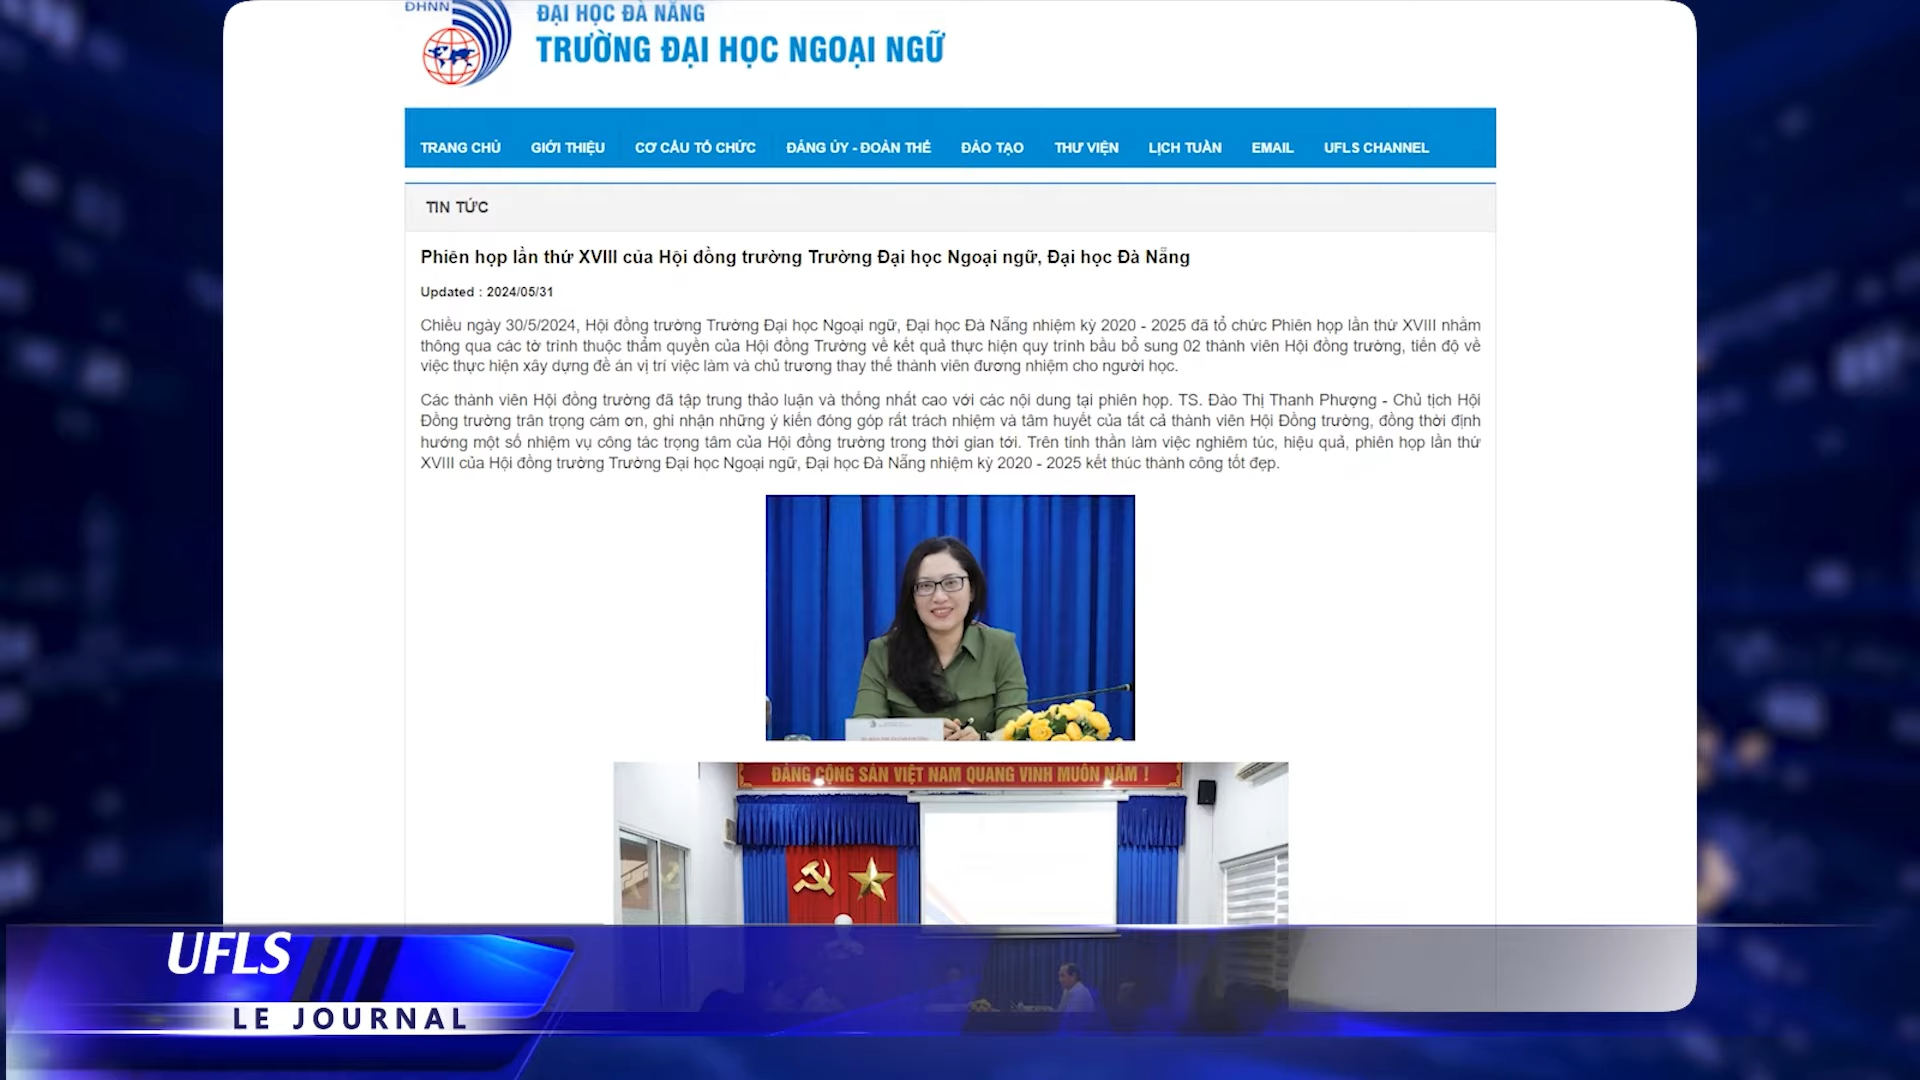 ĐHNN
ĐẠI HỌC ĐÀ NẴNG
TRƯỜNG ĐẠI HỌC NGOẠI NGỮ
TRANG CHỦ GIỚI THIỆU CƠ CẤU TỔ CHỨC ĐẢNG ỦY - ĐOÀN THỂ ĐÀO TẠO THƯ VIỆN LỊCH TUẦN EMAIL UFLS CHANNEL
TIN TỨC
Phiên họp lần thứ XVIII của Hội đồng trường Trường Đại học Ngoại ngữ, Đại học Đà Nẵng
Updated : 2024/05/31
Chiều ngày 30/5/2024, Hội đồng trường Trường Đại học Ngoại ngữ, Đại học Đà Nẵng nhiệm kỳ 2020 - 2025 đã tổ chức Phiên họp lần thứ XVIII nhằm
thông qua các tờ trình thuộc thẩm quyền của Hội đồng Trường về kết quả thực hiện quy trình bầu bổ sung 02 thành viên Hội đồng trường, tiến độ về
việc thực hiện xây dựng đề án vị trí việc làm và chủ trương thay thế thành viên đương nhiệm cho người học.
Các thành viên Hội đồng trường đã tập trung thảo luận và thống nhất cao với các nội dung tại phiên họp. TS. Đào Thị Thanh Phượng - Chủ tịch Hội
Đồng trường trân trọng cám ơn, ghi nhận những ý kiến đóng góp rất trách nhiệm và tâm huyết của tất cả thành viên Hội Đồng trường, đồng thời định
hướng một số nhiệm vụ công tác trọng tâm của Hội đồng trường trong thời gian tới. Trên tinh thần làm việc nghiêm túc, hiệu quả, phiên họp lần thứ
XVIII của Hội đồng trường Trường Đại học Ngoại ngữ, Đại học Đà Nẵng nhiệm kỳ 2020 - 2025 kết thúc thành công tốt đẹp.
ĐẢNG CỘNG SẢN VIỆT NAM QUANG VINH MUÔN NĂM !
UFLS
LE JOURNAL